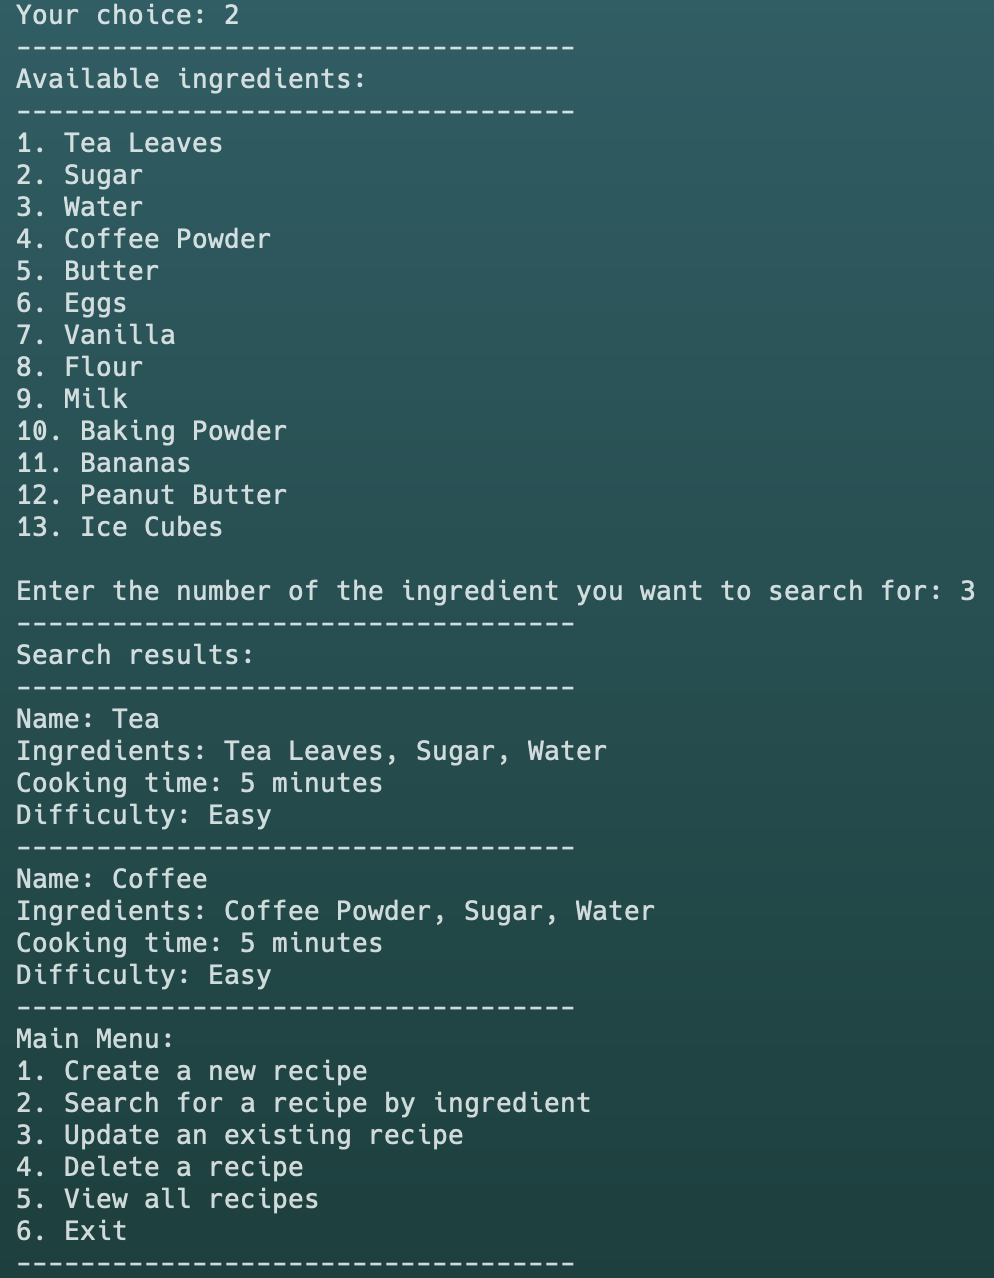 Your choice: 2
-----------------------------------
Available ingredients:
-----------------------------------
1. Tea Leaves
2. Sugar
3. Water
4. Coffee Powder
5. Butter
6. Eggs
7. Vanilla
8. Flour
9. Milk
10. Baking Powder
11. Bananas
12. Peanut Butter
13. Ice Cubes

Enter the number of the ingredient you want to search for: 3
-----------------------------------
Search results:
-----------------------------------
Name: Tea
Ingredients: Tea Leaves, Sugar, Water
Cooking time: 5 minutes
Difficulty: Easy
-----------------------------------
Name: Coffee
Ingredients: Coffee Powder, Sugar, Water
Cooking time: 5 minutes
Difficulty: Easy
-----------------------------------
Main Menu:
1. Create a new recipe
2. Search for a recipe by ingredient
3. Update an existing recipe
4. Delete a recipe
5. View all recipes
6. Exit
-----------------------------------